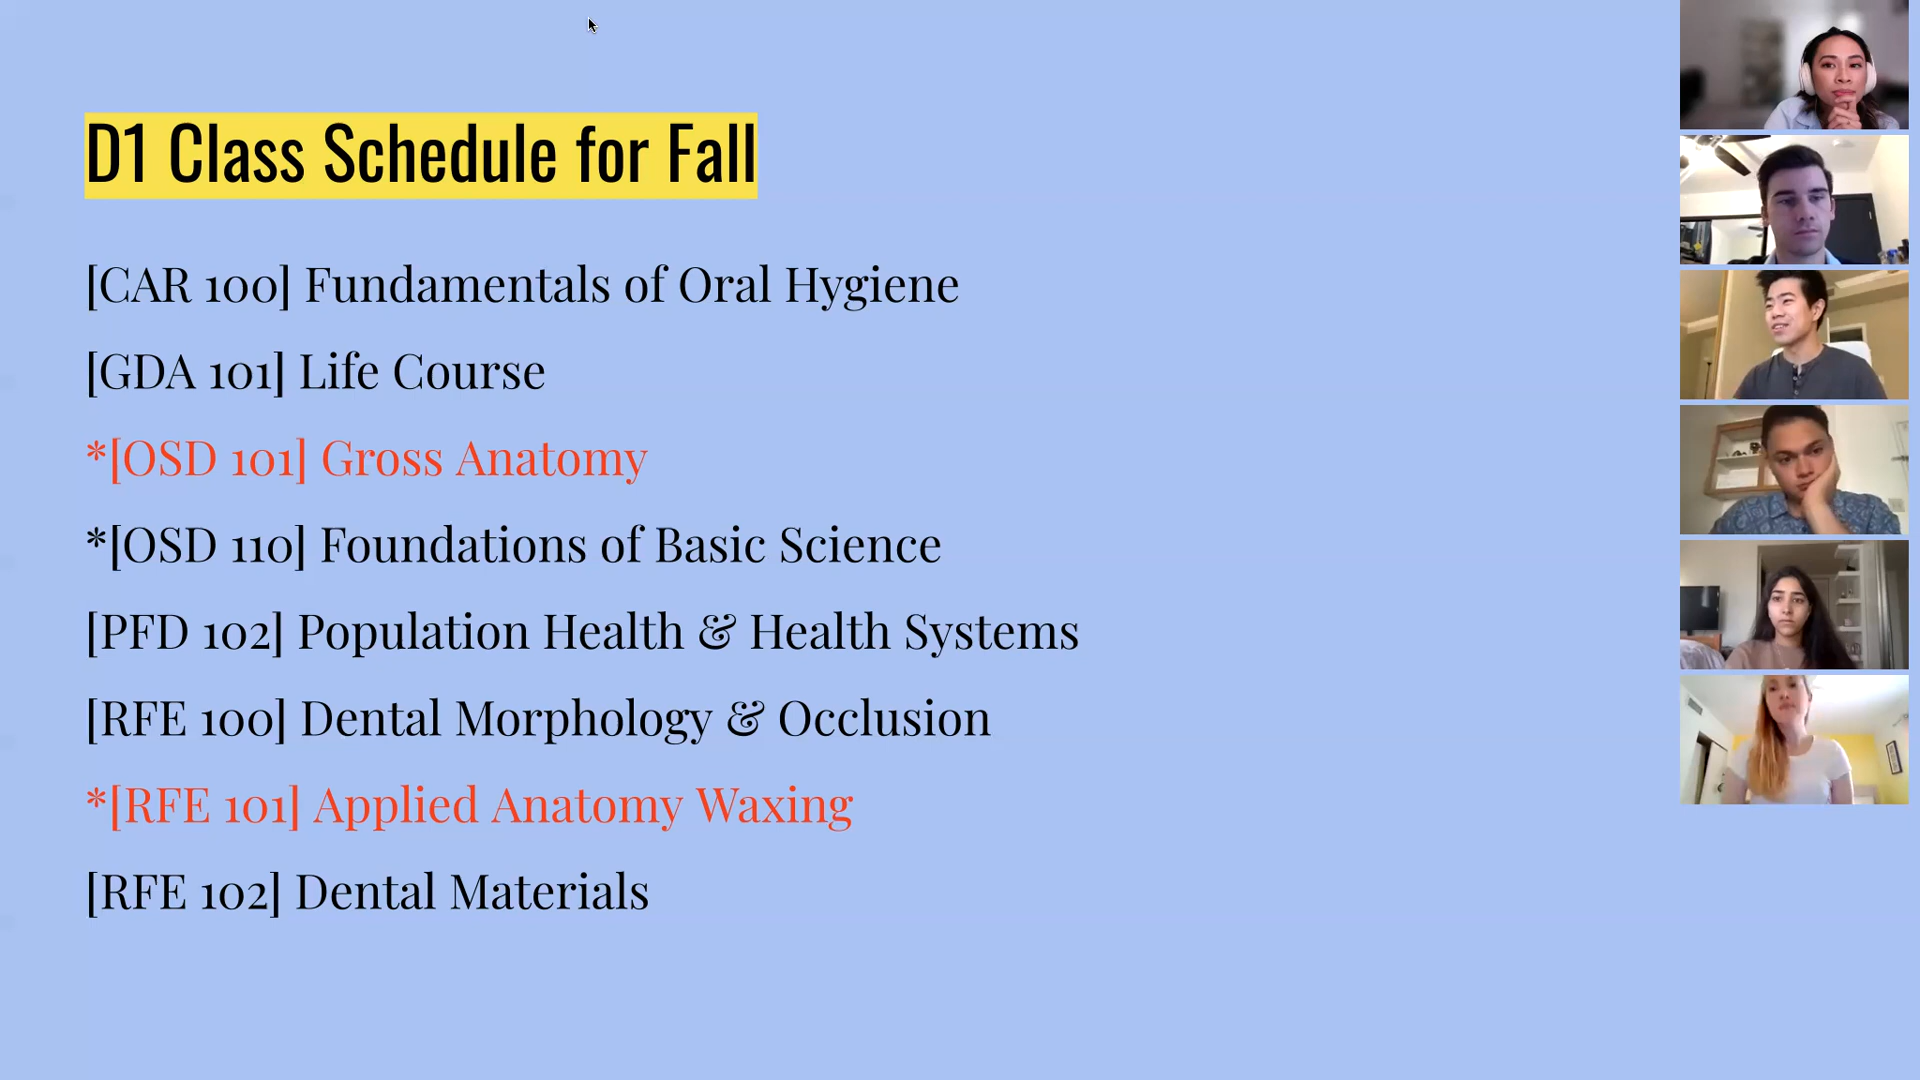 D1 Class Schedule for Fall
[CAR 100] Fundamentals of Oral Hygiene
[GDA 101] Life Course
*[OSD 101] Gross Anatomy
*[OSD 110] Foundations of Basic Science
[PFD 102] Population Health & Health Systems
[RFE 100] Dental Morphology & Occlusion
*[RFE 101] Applied Anatomy Waxing
[RFE 102] Dental Materials